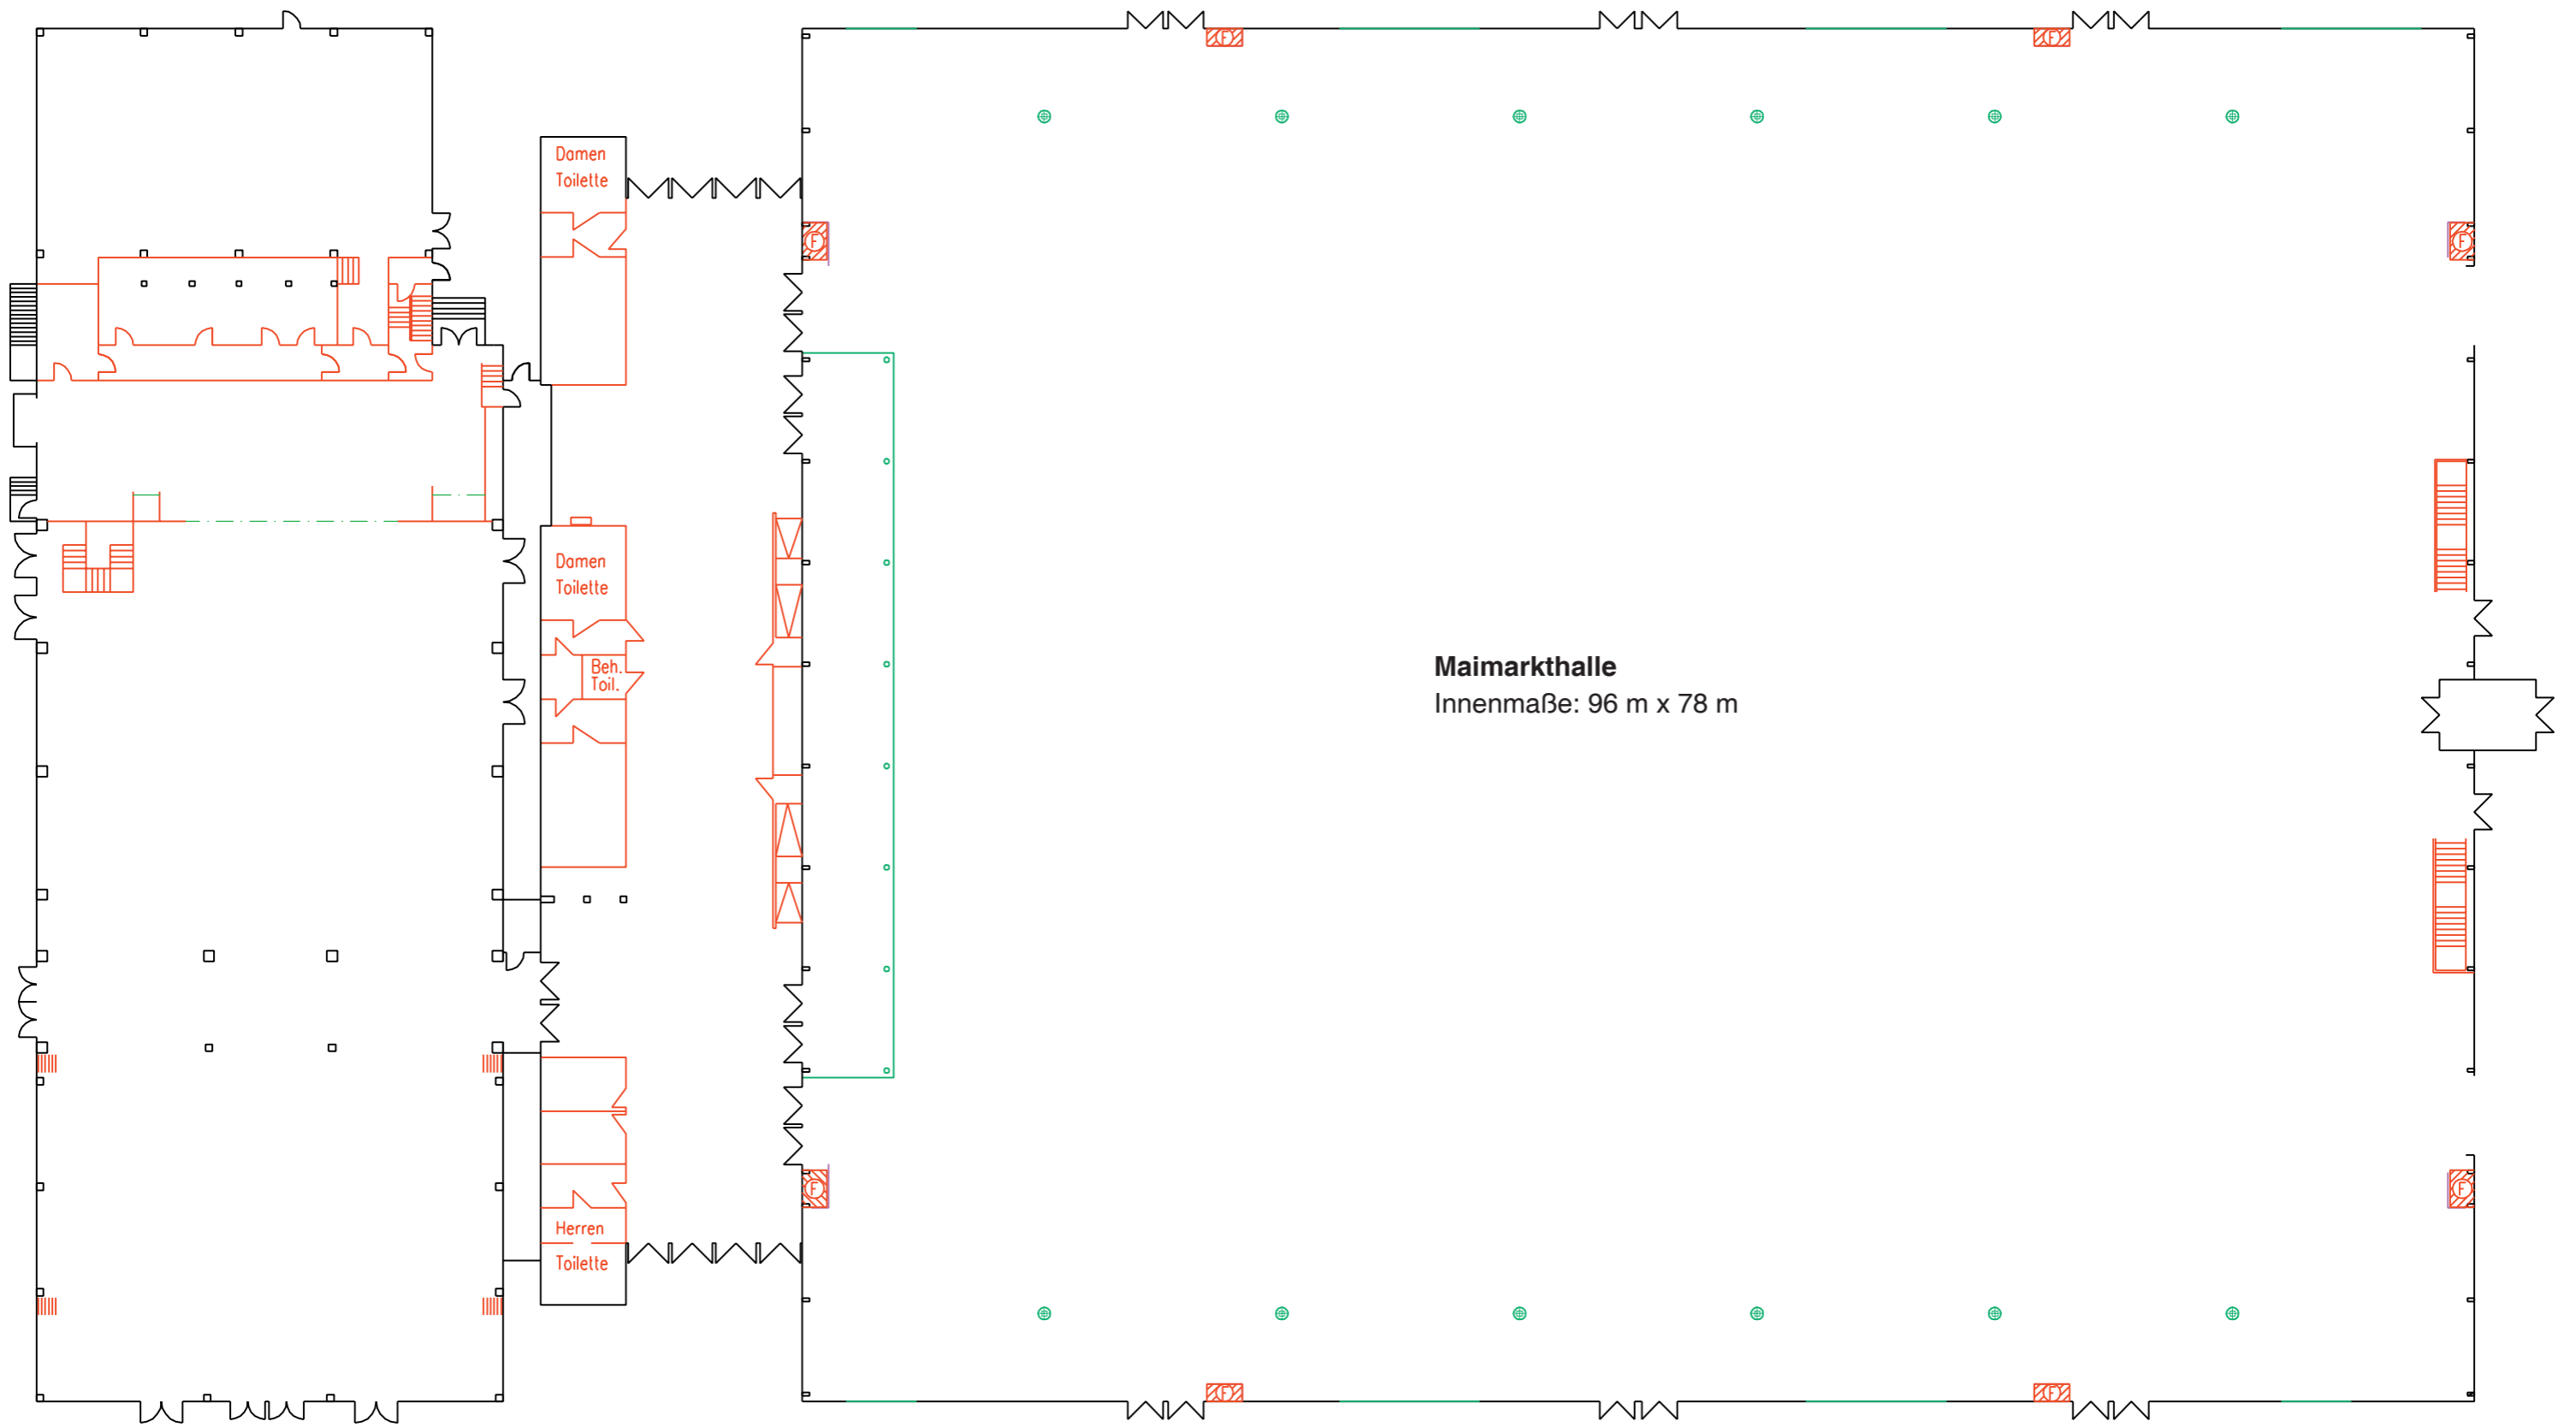 F
F
Damen
Toilette
F
F
Damen
Toilette
Beh.
Toil.
Maimarkthalle
Innenmaße: 96 m x 78 m
F
F
Herren
Toilette
F
F